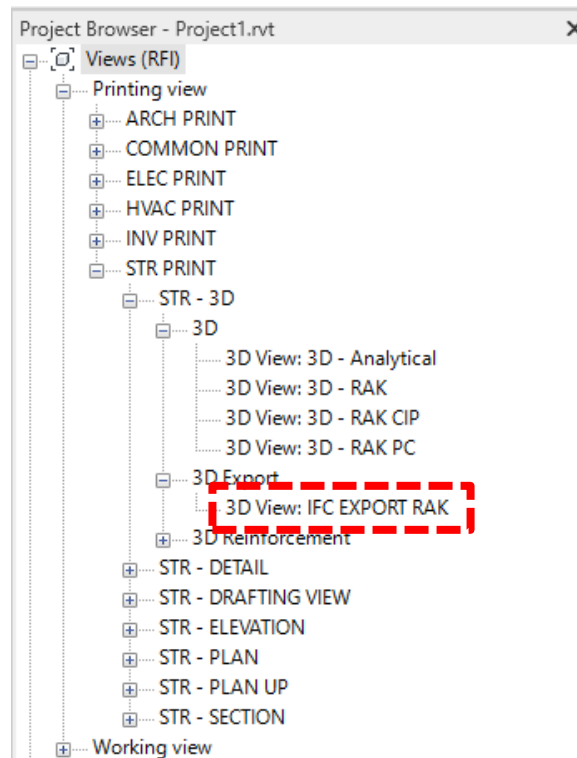 Project Browser - Project1.rvt
Views (RFI)
Printing view
ARCH PRINT
COMMON PRINT
ELEC PRINT
HVAC PRINT
INV PRINT
STR PRINT
STR - 3D
3D
3D View: 3D - Analytical
3D View: 3D - RAK
3D View: 3D - RAK CIP
3D View: 3D - RAK PC
3D Export
3D View: IFC EXPORT RAK
3D Reinforcement
STR - DETAIL
STR - DRAFTING VIEW
STR - ELEVATION
STR - PLAN
STR - PLAN UP
STR - SECTION
Working view